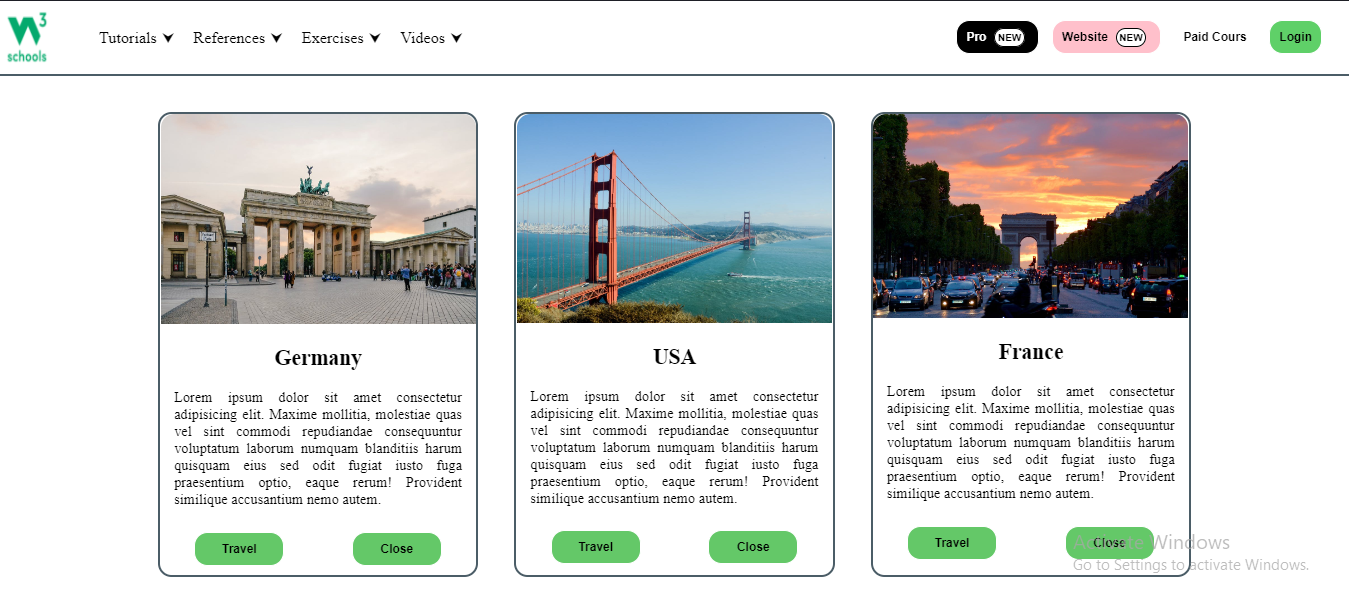 W3 schools
Tutorials References Exercises Videos
Pro NEW Website NEW Paid Cours Login
Germany
Lorem ipsum dolor sit amet consectetur
adipisicing elit. Maxime mollitia, molestiae quas
vel sint commodi repudiandae consequuntur
voluptatum laborum numquam blanditiis harum
quisquam eius sed odit fugiat iusto fuga
praesentium optio, eaque rerum! Provident
similique accusantium nemo autem.
Travel Close
USA
Lorem ipsum dolor sit amet consectetur
adipisicing elit. Maxime mollitia, molestiae quas
vel sint commodi repudiandae consequuntur
voluptatum laborum numquam blanditiis harum
quisquam eius sed odit fugiat iusto fuga
praesentium optio, eaque rerum! Provident
similique accusantium nemo autem.
Travel Close
France
Lorem ipsum dolor sit amet consectetur
adipisicing elit. Maxime mollitia, molestiae quas
vel sint commodi repudiandae consequuntur
voluptatum laborum numquam blanditiis harum
quisquam eius sed odit fugiat iusto fuga
praesentium optio, eaque rerum! Provident
similique accusantium nemo autem.
Travel Close
Activate Windows
Go to Settings to activate Windows.